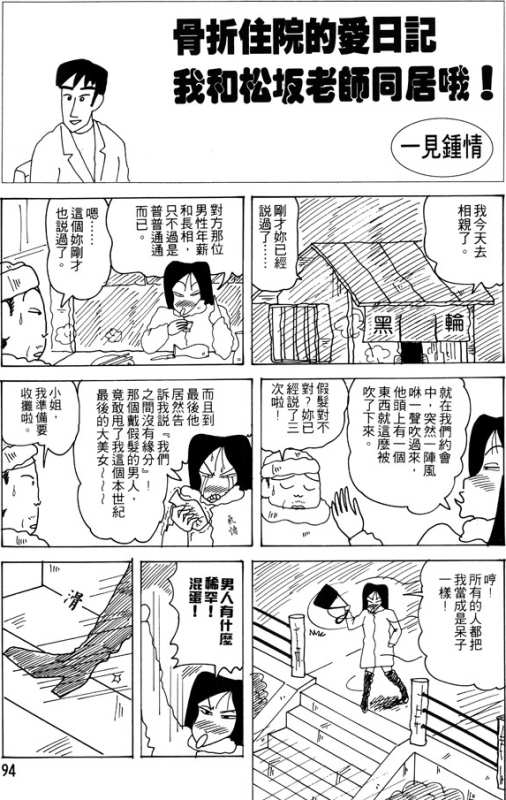 骨折住院的愛日記
我和松坂老師同居哦！
一見鍾情
我今天去
相親了。
剛才妳已經
說過了……
黑輪
對方那位
男性年薪
和長相，
只不過是
普普通通
而已。
嗯……
這個妳剛才
也說過了。
就在我們約會
中，突然一陣風
咻一聲吹過來，
他頭上有一個
東西就這麼被
吹了下來。
假髮對不
對？妳已
經說了三
次啦！
而且到
最後他
居然告
訴我說『我們
之間沒有緣分』！
那個戴假髮的男人，
竟敢甩了我這個本世紀
最後的大美女～～～
氣憤
小姐，
我準備要
收攤啦。
哼！
所有的人都把
我當成是呆子
一樣！
男人有什麼
稀罕！
混蛋！
滑
94